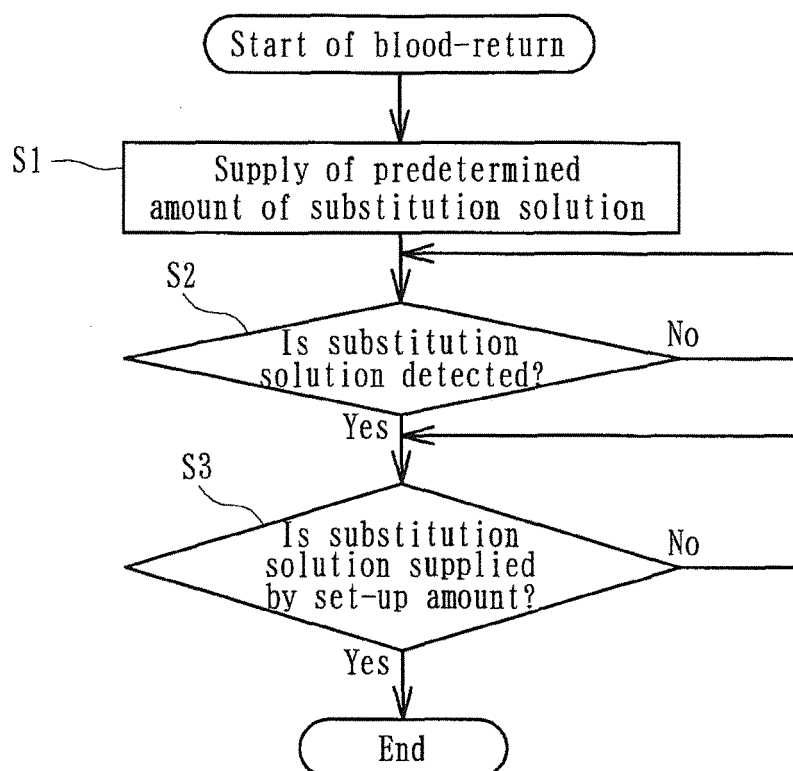 Start of blood-return
S1
Supply of predetermined
amount of substitution solution
S2
Is substitution
solution detected?
No
Yes
S3
Is substitution
solution supplied
by set-up amount?
No
Yes
End